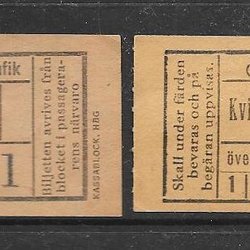 fik
1
Biljetten avrives från
blocket i passagera-
rens närvaro
KASSABLOCK, HBG
Skall under färden
bevaras och på
begäran uppvisas.
Kvi
öve
1